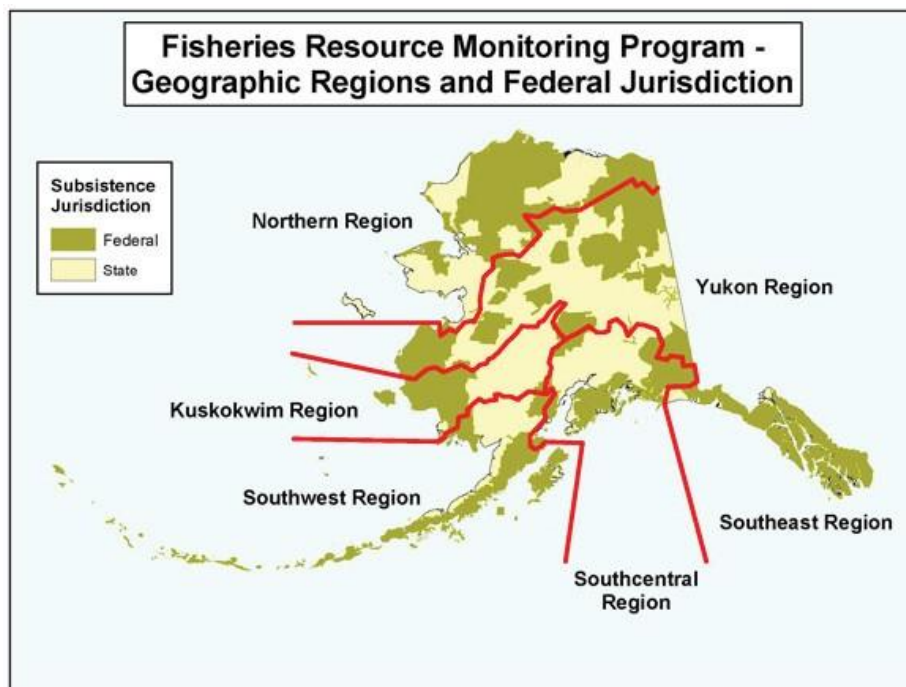 Fisheries Resource Monitoring Program -
Geographic Regions and Federal Jurisdiction
Subsistence
Jurisdiction
Federal
State
Northern Region
Yukon Region
Kuskokwim Region
Southwest Region
Southeast Region
Southcentral
Region